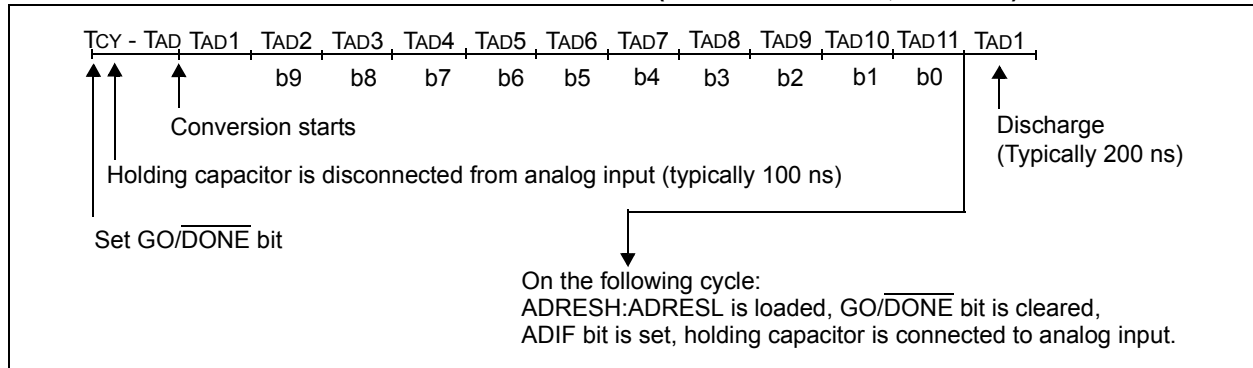 TCY - TAD TAD1 TAD2 TAD3 TAD4 TAD5 TAD6 TAD7 TAD8 TAD9 TAD10 TAD11 TAD1
b9 b8 b7 b6 b5 b4 b3 b2 b1 b0
Conversion starts
Discharge
(Typically 200 ns)
Holding capacitor is disconnected from analog input (typically 100 ns)
Set GO/DONE bit
On the following cycle:
ADRESH:ADRESL is loaded, GO/DONE bit is cleared,
ADIF bit is set, holding capacitor is connected to analog input.